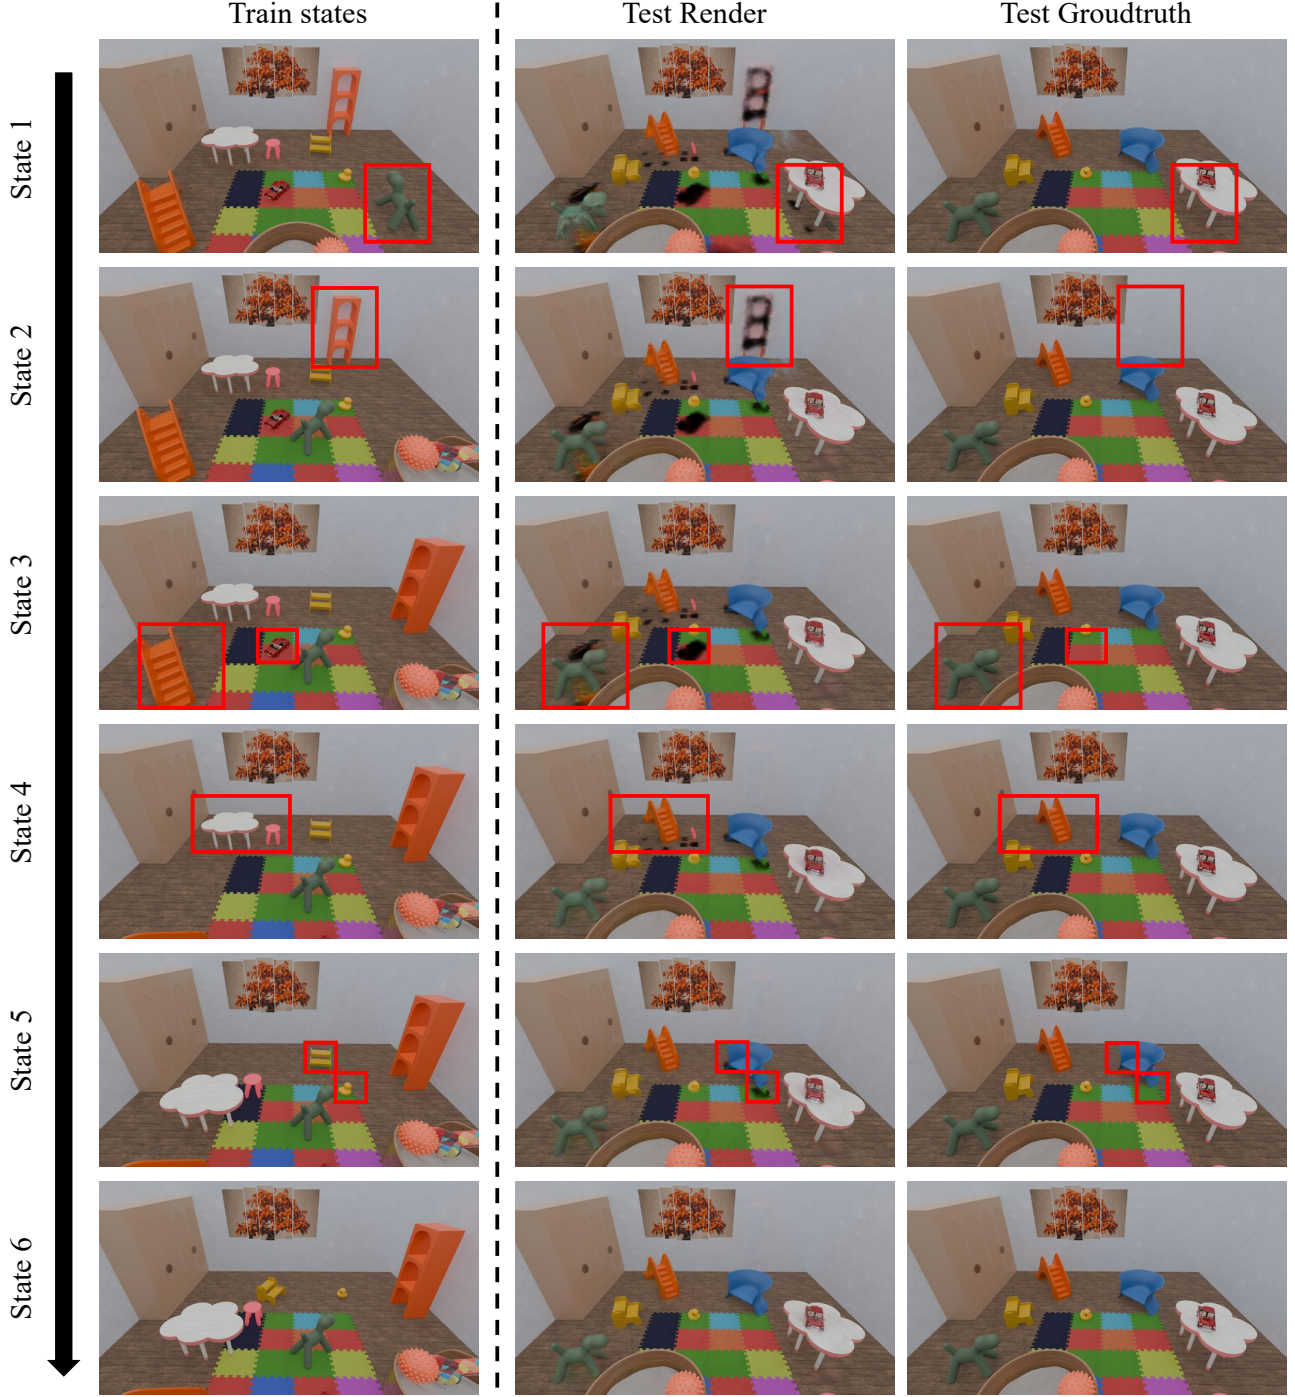 Train states
Test Render
Test Groudtruth
State 1
State 2
State 3
State 4
State 5
State 6